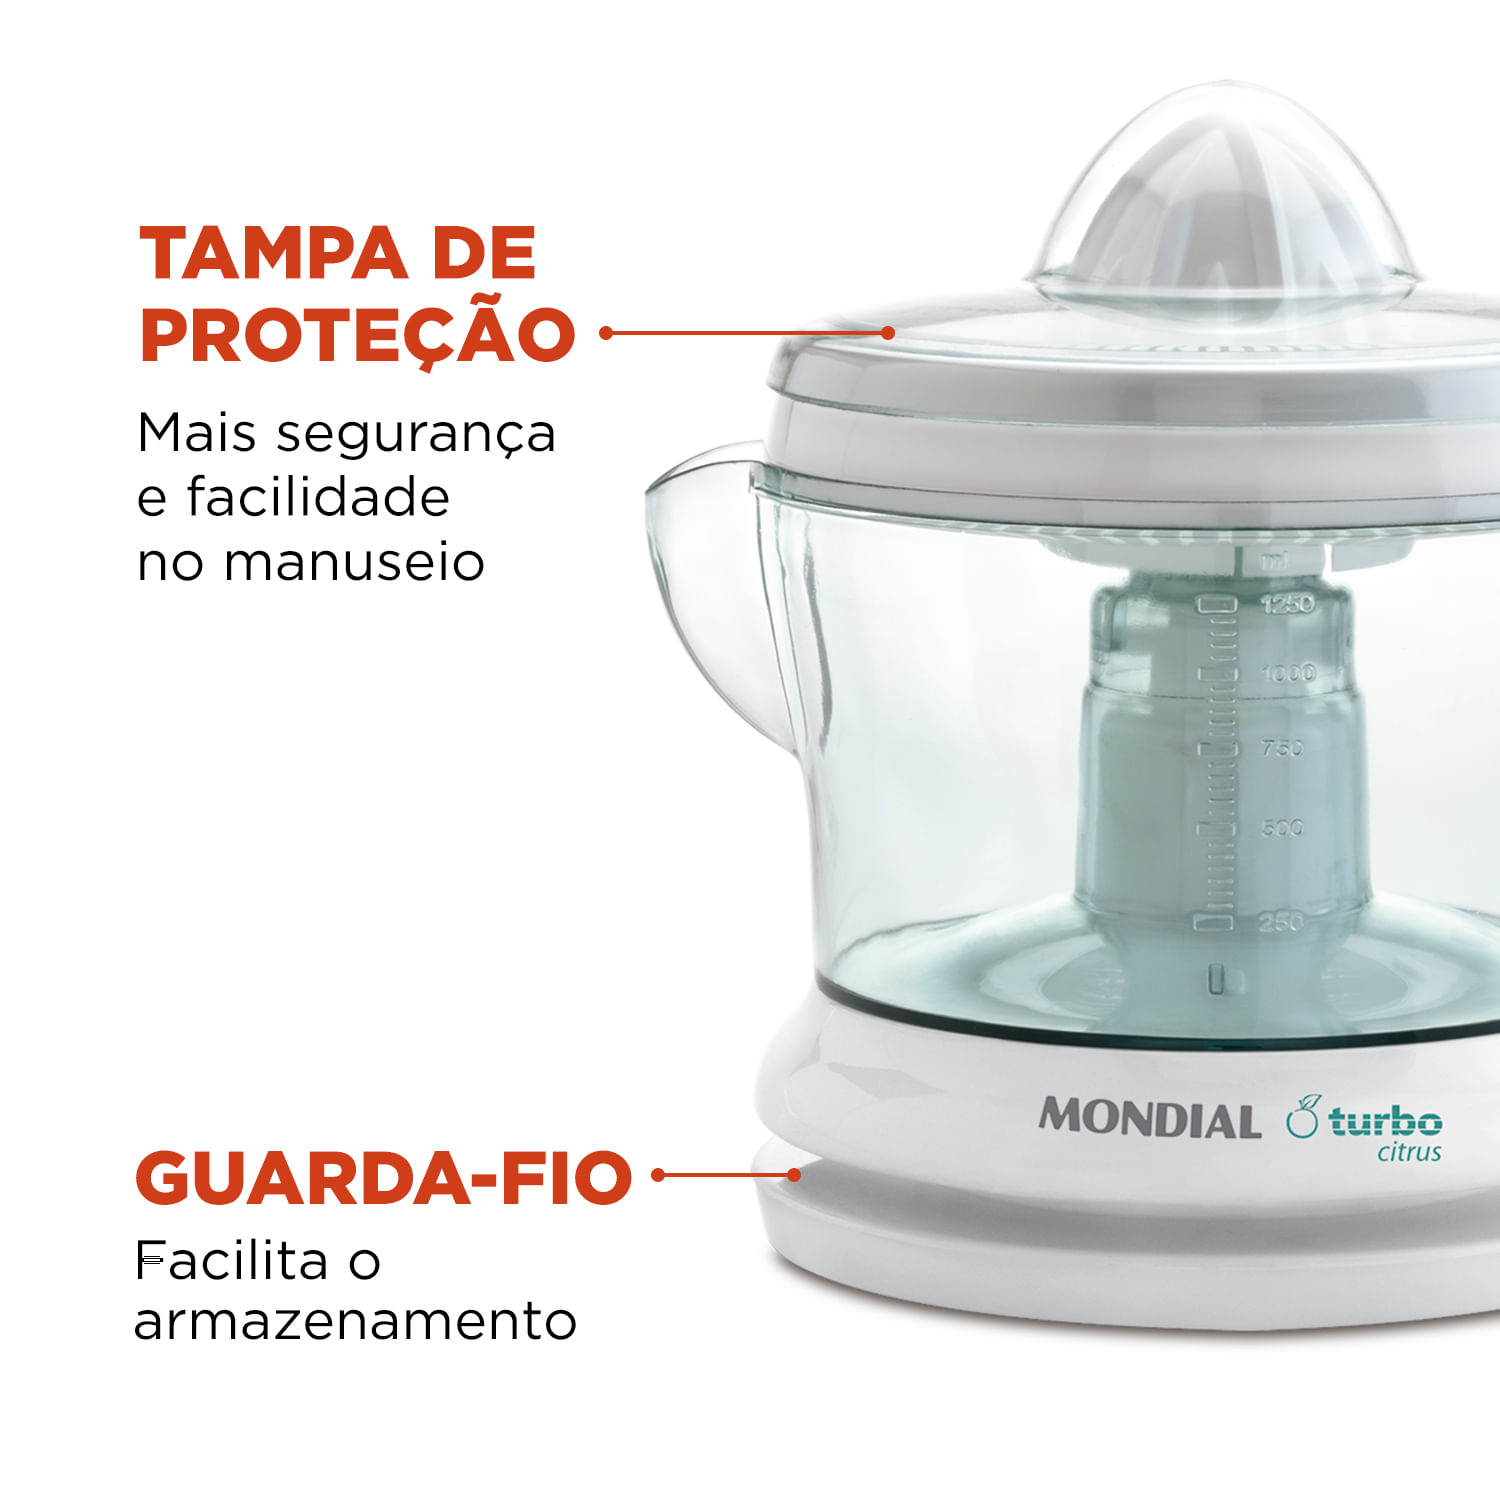 TAMPA DE
PROTEÇÃO
Mais segurança
e facilidade
no manuseio
ml
1250
1000
750
500
250
MONDIAL turbo
citrus
GUARDA-FIO
Facilita o
armazenamento